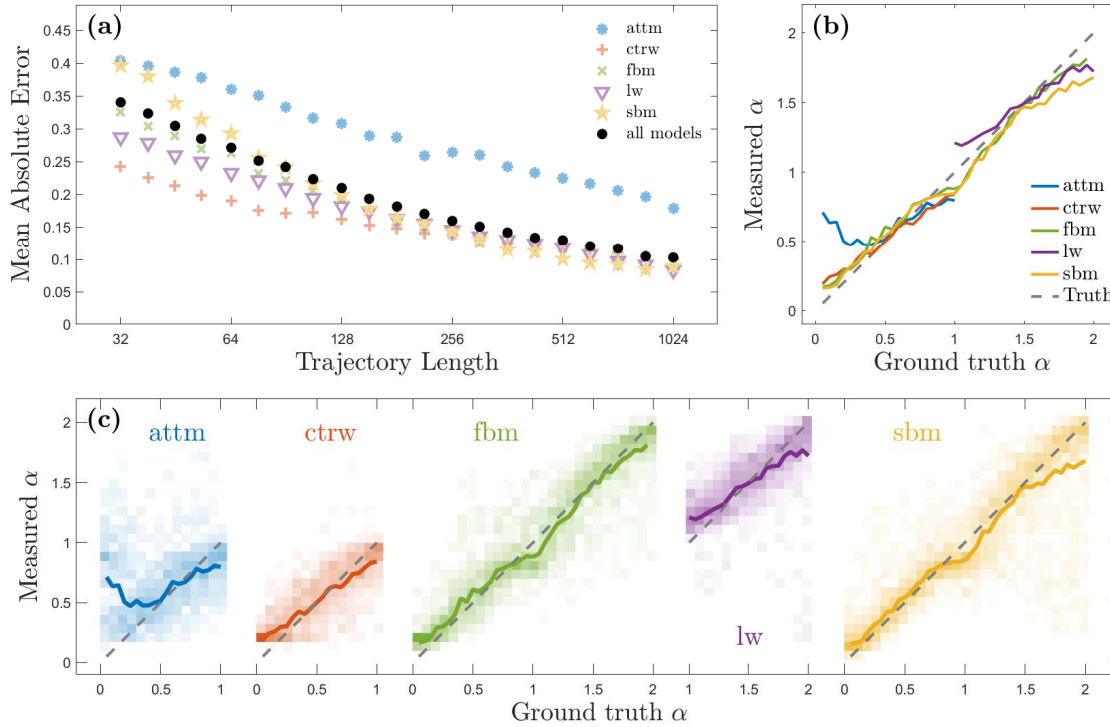 (a)
Mean Absolute Error
0.45
0.4
0.35
0.3
0.25
0.2
0.15
0.1
0.05
0
32
64
128
256
512
1024
Trajectory Length
attm
ctrw
fbm
lw
sbm
all models
(b)
Measured α
2
1.5
1
0.5
0
0
0.5
1
1.5
2
Ground truth α
attm
ctrw
fbm
lw
sbm
Truth
(c)
Measured α
2
1.5
1
0.5
0
attm
ctrw
fbm
lw
sbm
0 0.5 1
0 0.5 1
0 0.5 1 1.5 2
1 1.5 2
0 0.5 1 1.5 2
Ground truth α